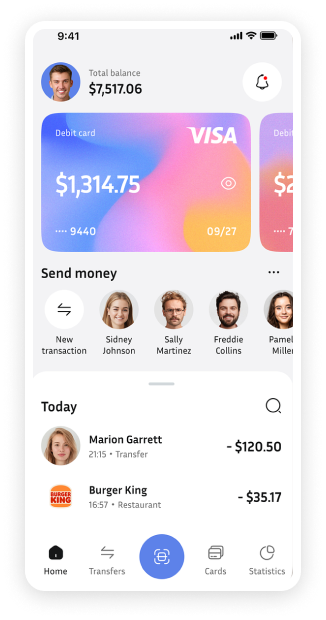 9:41
Total balance
$7,517.06
Debit card
VISA
$1,314.75
•••• 9440
09/27
Debit
$2
•••• 7
Send money
...
New
transaction
Sidney
Johnson
Sally
Martinez
Freddie
Collins
Pamel
Miller
Today
Marion Garrett
21:15 • Transfer
- $120.50
BURGER
KING
Burger King
16:57 • Restaurant
- $35.17
Home
Transfers
Cards
Statistics